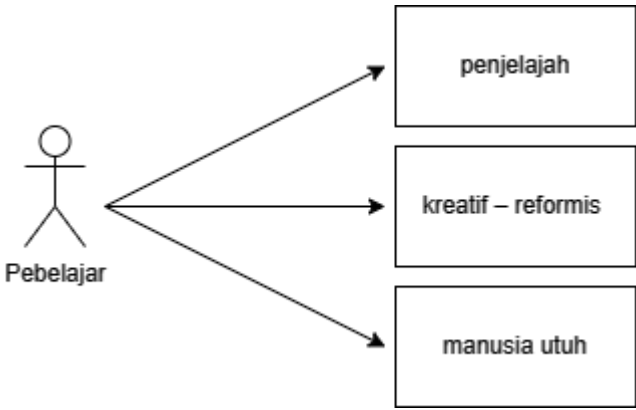 penjelajah
kreatif – reformis
Pebelajar
manusia utuh